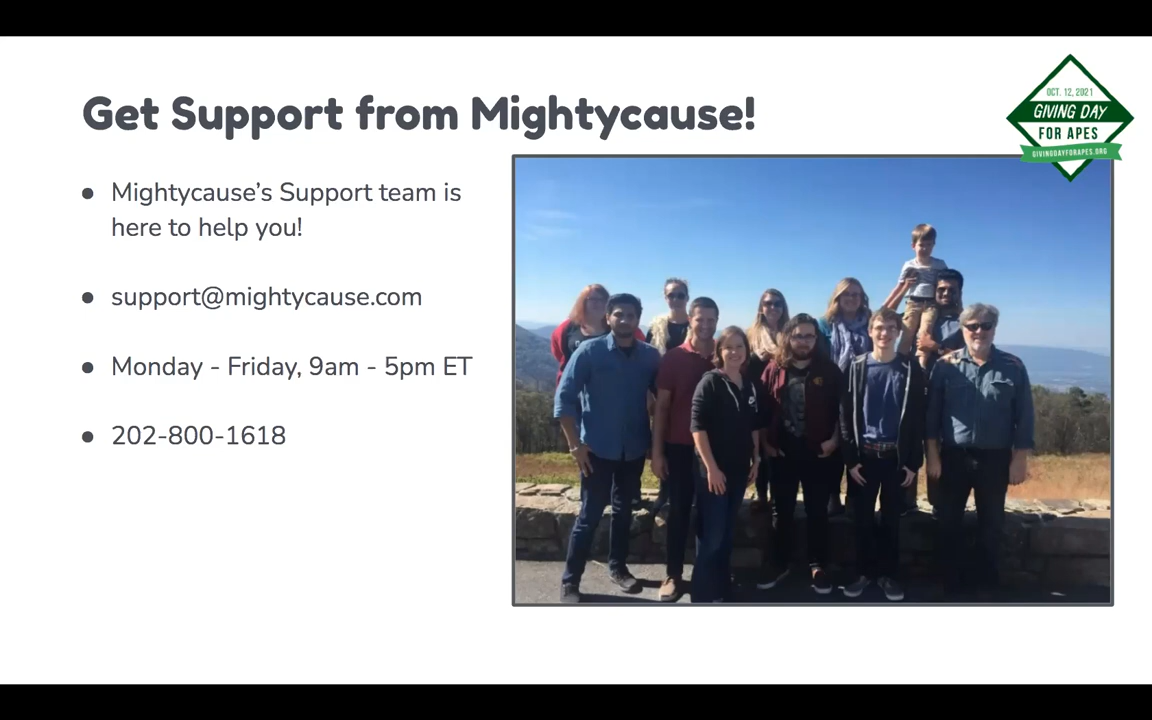 Get Support from Mightycause!
OCT. 12, 2021
GIVING DAY
FOR APES
GIVINGDAYFORAPES.ORG
● Mightycause’s Support team is
here to help you!
● support@mightycause.com
● Monday - Friday, 9am - 5pm ET
● 202-800-1618